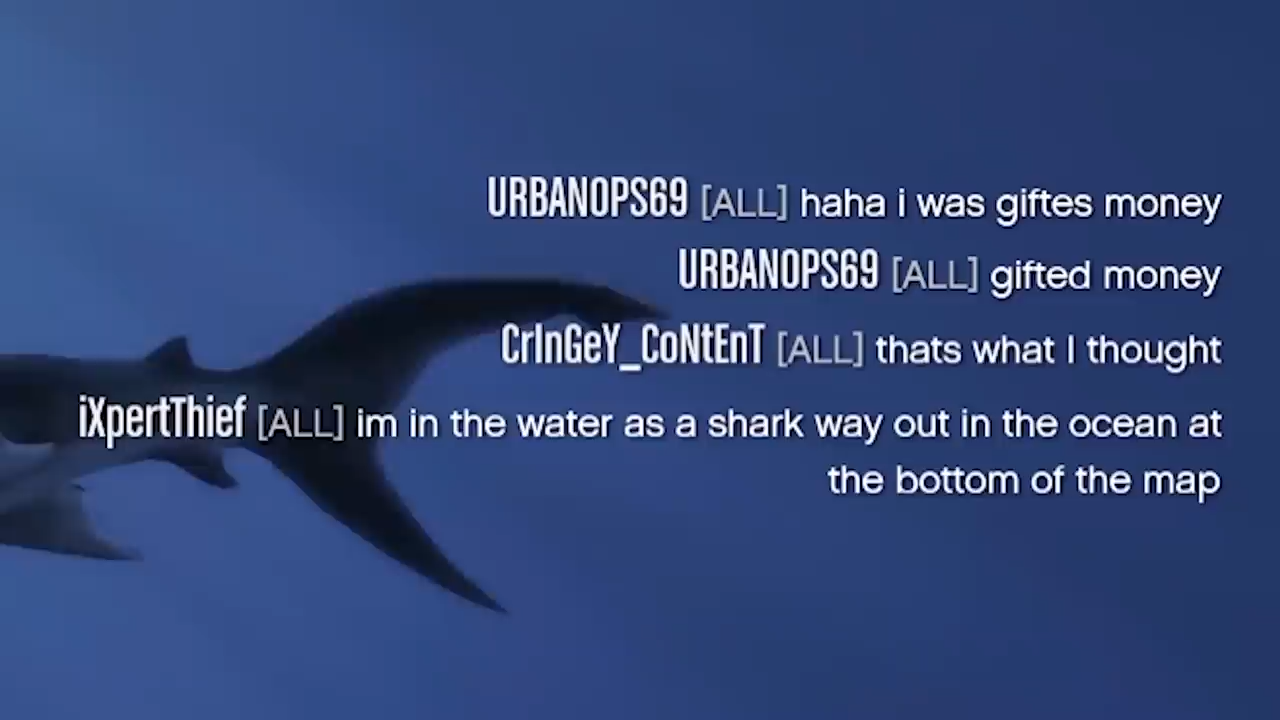 URBANOPS69 [ALL] haha i was giftes money
URBANOPS69 [ALL] gifted money
CrInGeY_CoNtEnT [ALL] thats what I thought
iXpertThief [ALL] im in the water as a shark way out in the ocean at
the bottom of the map